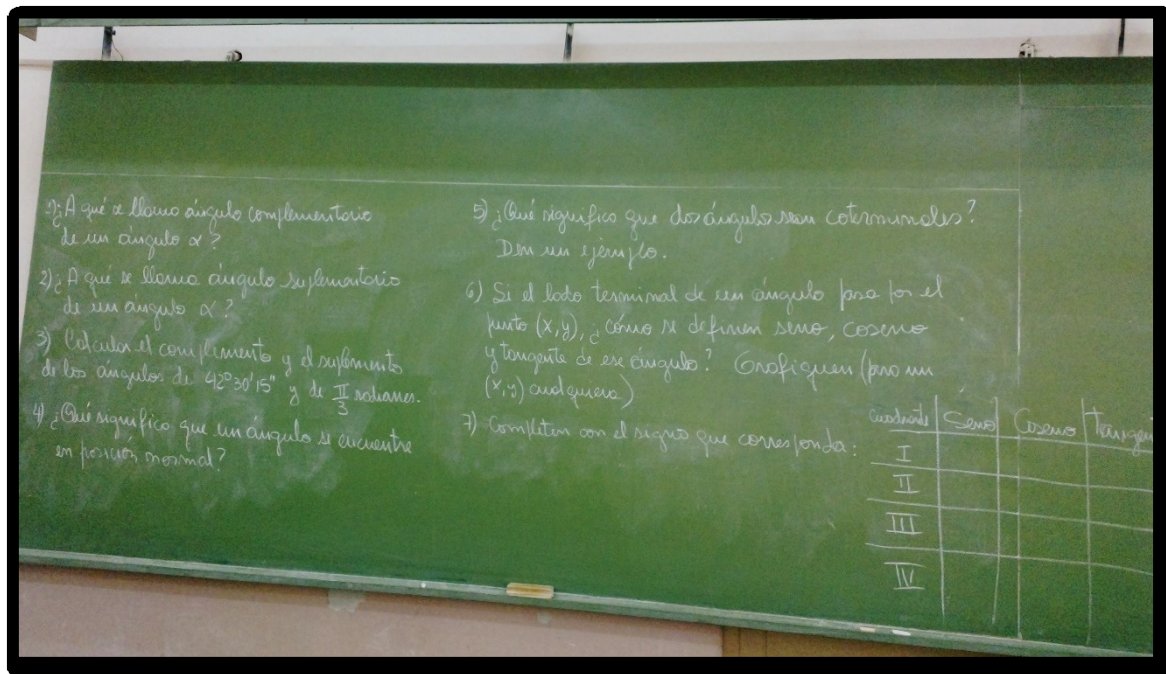 1) ¿A qué se llama ángulo complementario
de un ángulo α?
2) ¿A qué se llama ángulo suplementario
de un ángulo α?
3) Calcular el complemento y el suplemento
de los ángulos de 42°30'15" y de π/3 radianes.
4) ¿Qué significa que un ángulo se encuentre
en posición normal?
5) ¿Qué significa que dos ángulos sean coterminales?
Den un ejemplo.
6) Si el lado terminal de un ángulo pasa por el
punto (x,y), ¿cómo se definen seno, coseno
y tangente de ese ángulo? Grafiquen (para un
(x,y) cualquiera)
7) Completen con el signo que corresponda:
Cuadrante Seno Coseno
I
II
III
IV